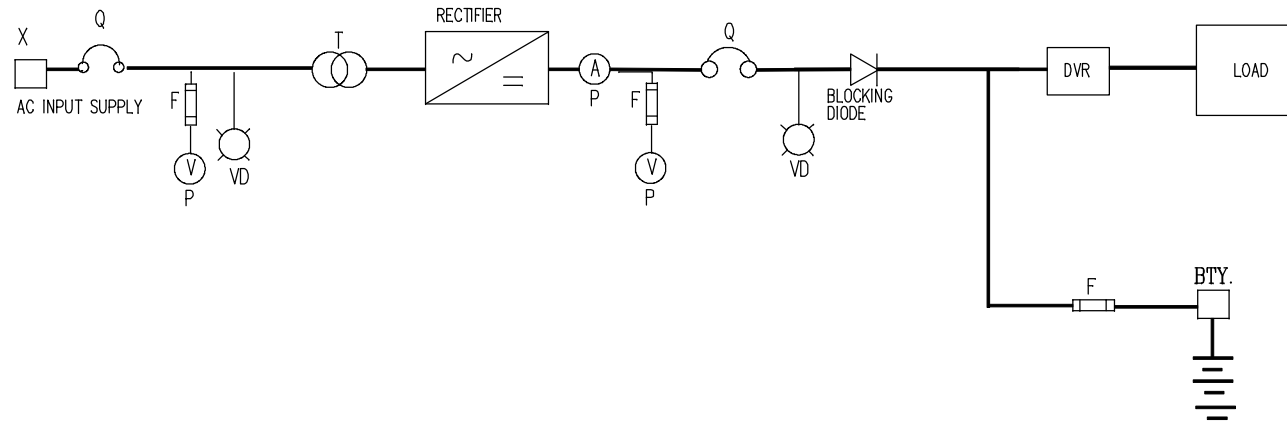 X
Q
AC INPUT SUPPLY
F
V
P
VD
T
RECTIFIER
A
P
F
V
P
Q
VD
BLOCKING
DIODE
DVR
LOAD
F
BTY.